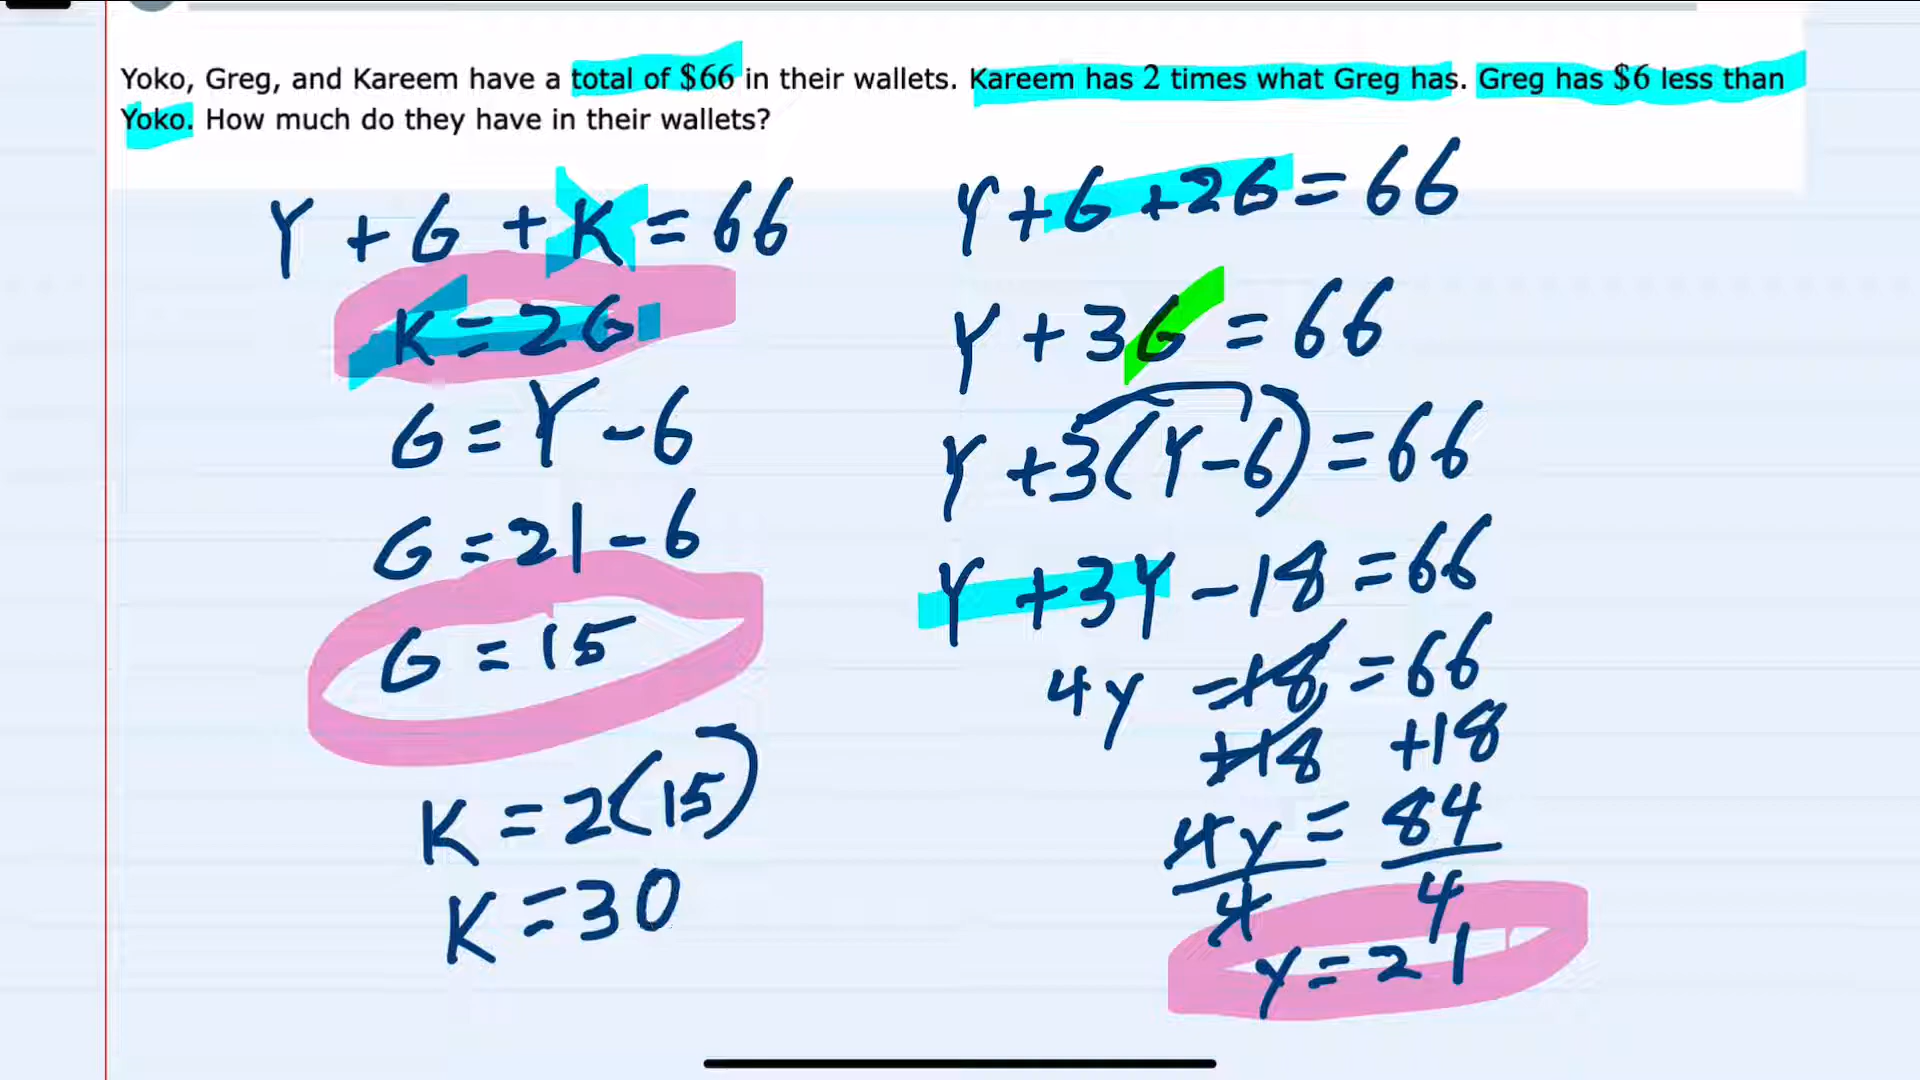 Yoko, Greg, and Kareem have a total of $66 in their wallets. Kareem has 2 times what Greg has. Greg has $6 less than
Yoko. How much do they have in their wallets?
Y + G + K = 66
K = 2G
G = Y - 6
G = 21 - 6
G = 15
K = 2(15)
K = 30
Y + G + 2G = 66
Y + 3G = 66
Y + 3(Y - 6) = 66
Y + 3Y - 18 = 66
4y - 18 = 66
+18 +18
4y = 84
4 4
y = 21